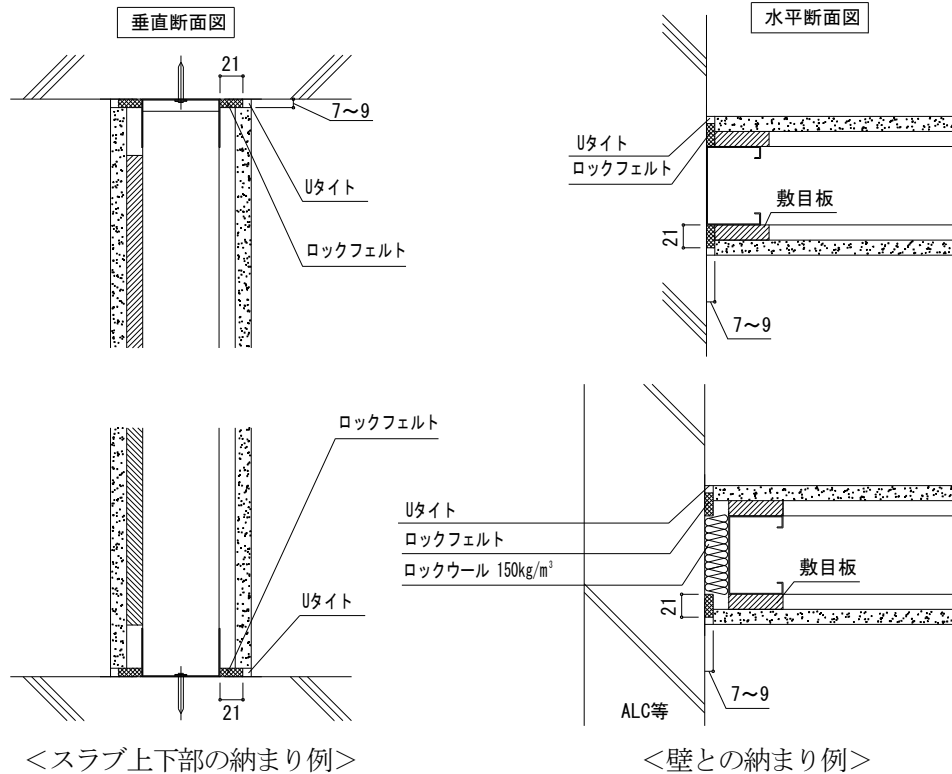 垂直断面図
21
7～9
Uタイト
ロックフェルト
ロックフェルト
Uタイト
21
＜スラブ上下部の納まり例＞
水平断面図
Uタイト
ロックフェルト
敷目板
21
7～9
Uタイト
ロックフェルト
ロックウール 150kg/m³
敷目板
21
7～9
ALC等
＜壁との納まり例＞